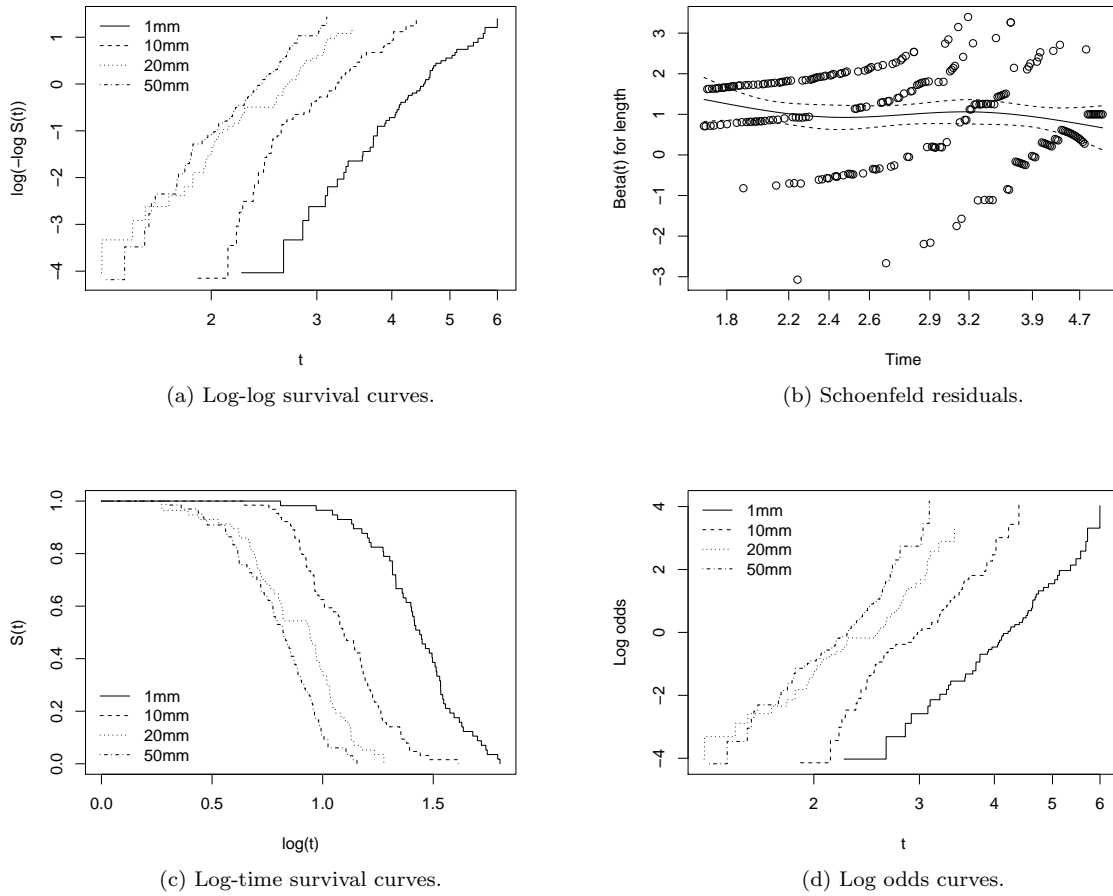 1mm
10mm
20mm
50mm
log(−log S(t))
1
0
−1
−2
−3
−4
2 3 4 5 6
t
(a) Log-log survival curves.
Beta(t) for length
3
2
1
0
−1
−2
−3
1.8 2.2 2.4 2.6 2.9 3.2 3.9 4.7
Time
(b) Schoenfeld residuals.
S(t)
1.0
0.8
0.6
0.4
0.2
0.0
1mm
10mm
20mm
50mm
0.0 0.5 1.0 1.5
log(t)
(c) Log-time survival curves.
1mm
10mm
20mm
50mm
Log odds
4
2
0
−2
−4
2 3 4 5 6
t
(d) Log odds curves.